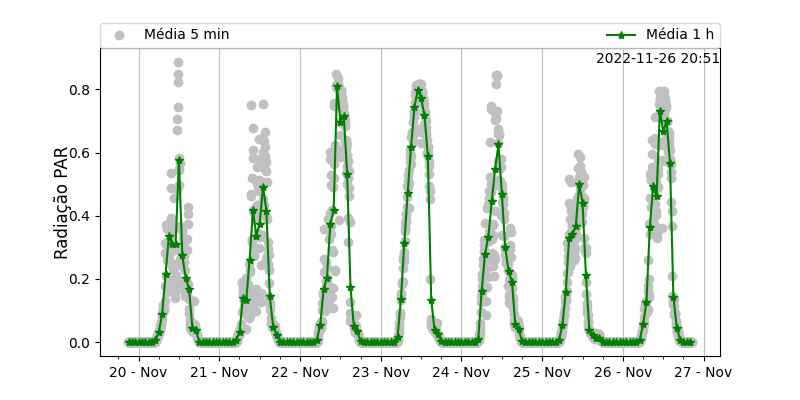 Média 5 min
Média 1 h
2022-11-26 20:51
Radiação PAR
0.8
0.6
0.4
0.2
0.0
20 - Nov
21 - Nov
22 - Nov
23 - Nov
24 - Nov
25 - Nov
26 - Nov
27 - Nov